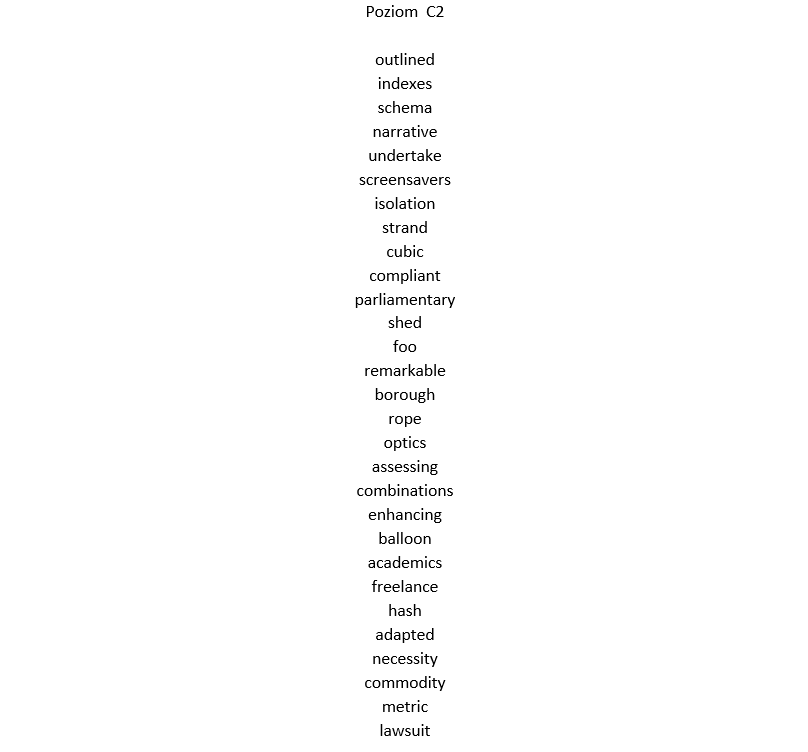 Poziom  C2
outlined
indexes
schema
narrative
undertake
screensavers
isolation
strand
cubic
compliant
parliamentary
shed
foo
remarkable
borough
rope
optics
assessing
combinations
enhancing
balloon
academics
freelance
hash
adapted
necessity
commodity
metric
lawsuit